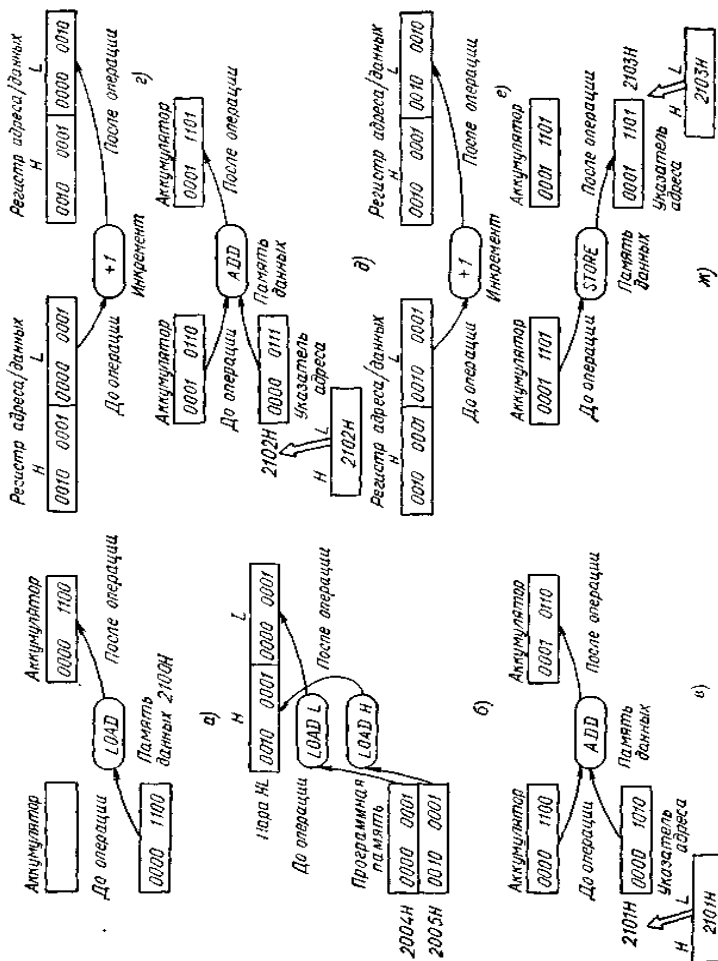 Аккумулятор
Аккумулятор
0000 1100
До операции
LOAD
После операции
0000 1100
Память
данных 2100H
а)
Пара HL
H
L
0010 0001 0000 0001
До операции
LOAD L
После операции
LOAD H
Программная
память
2004H
0000 0001
2005H
0010 0001
б)
Аккумулятор
Аккумулятор
0000 1100
0001 0110
До операции
ADD
После операции
0000 1010
Память
данных
2101H
Указатель
адреса
H
L
2101H
в)
Регистр адреса/данных
Регистр адреса/данных
H
L
H
L
0010 0001 0000 0001
0010 0001 0000 0010
До операции
+1
После операции
Инкремент
г)
Аккумулятор
Аккумулятор
0001 0110
0001 1101
До операции
ADD
После операции
0000 0111
Память
данных
2102H
Указатель
адреса
H
L
2102H
д)
Регистр адреса/данных
Регистр адреса/данных
H
L
H
L
0010 0001 0010 0001
0010 0001 0010 0010
До операции
+1
После операции
Инкремент
е)
Аккумулятор
Аккумулятор
0001 1101
0001 1101
До операции
STORE
После операции
Память
данных
0001 1101
2103H
Указатель
адреса
H
L
2103H
ж)